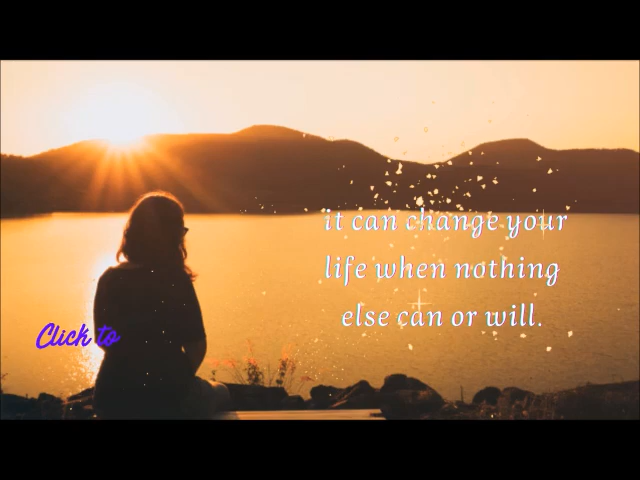 it can change your
life when nothing
else can or will.
Click to